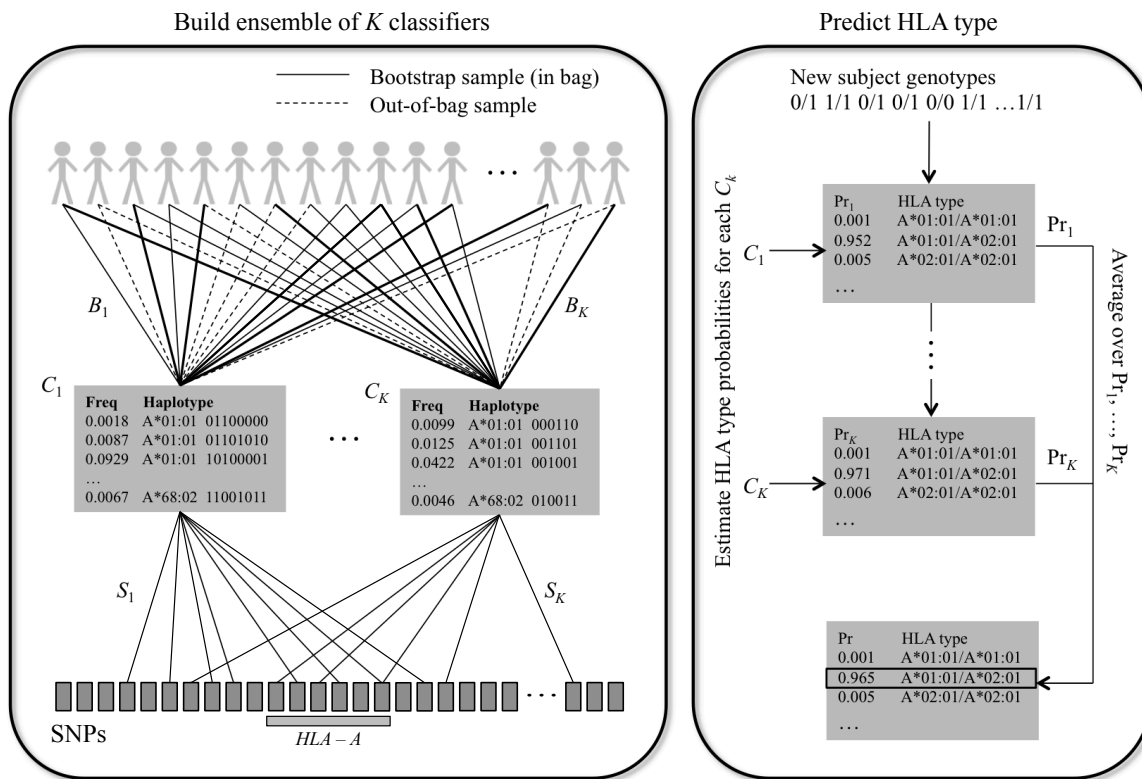 Build ensemble of K classifiers
Bootstrap sample (in bag)
Out-of-bag sample
...
B1
BK
C1
Freq Haplotype
0.0018 A*01:01 01100000
0.0087 A*01:01 01101010
0.0929 A*01:01 10100001
...
0.0067 A*68:02 11001011
...
CK
Freq Haplotype
0.0099 A*01:01 000110
0.0125 A*01:01 001101
0.0422 A*01:01 001001
...
0.0046 A*68:02 010011
S1
SK
...
SNPs
HLA – A
Predict HLA type
New subject genotypes
0/1 1/1 0/1 0/1 0/0 1/1 …1/1
Estimate HLA type probabilities for each Ck
C1
Pr1 HLA type
0.001 A*01:01/A*01:01
0.952 A*01:01/A*02:01
0.005 A*02:01/A*02:01
...
Pr1
CK
PrK HLA type
0.001 A*01:01/A*01:01
0.971 A*01:01/A*02:01
0.006 A*02:01/A*02:01
...
PrK
Average over Pr1, …, PrK
Pr HLA type
0.001 A*01:01/A*01:01
0.965 A*01:01/A*02:01
0.005 A*02:01/A*02:01
...